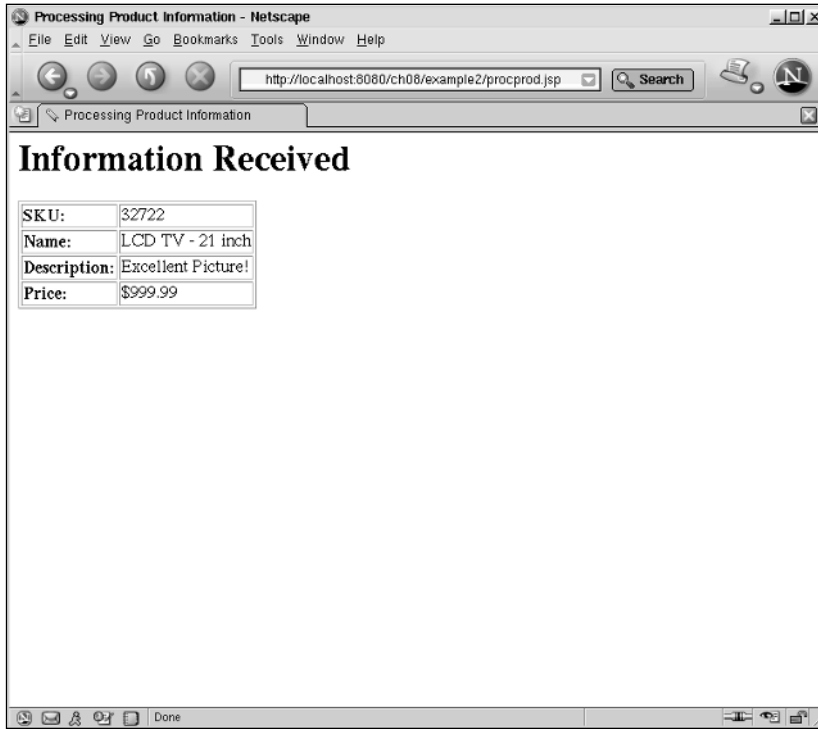 Processing Product Information - Netscape
File Edit View Go Bookmarks Tools Window Help
http://localhost:8080/ch08/example2/procprod.jsp Search N
Processing Product Information
Information Received
SKU: 32722
Name: LCD TV - 21 inch
Description: Excellent Picture!
Price: $999.99
Done